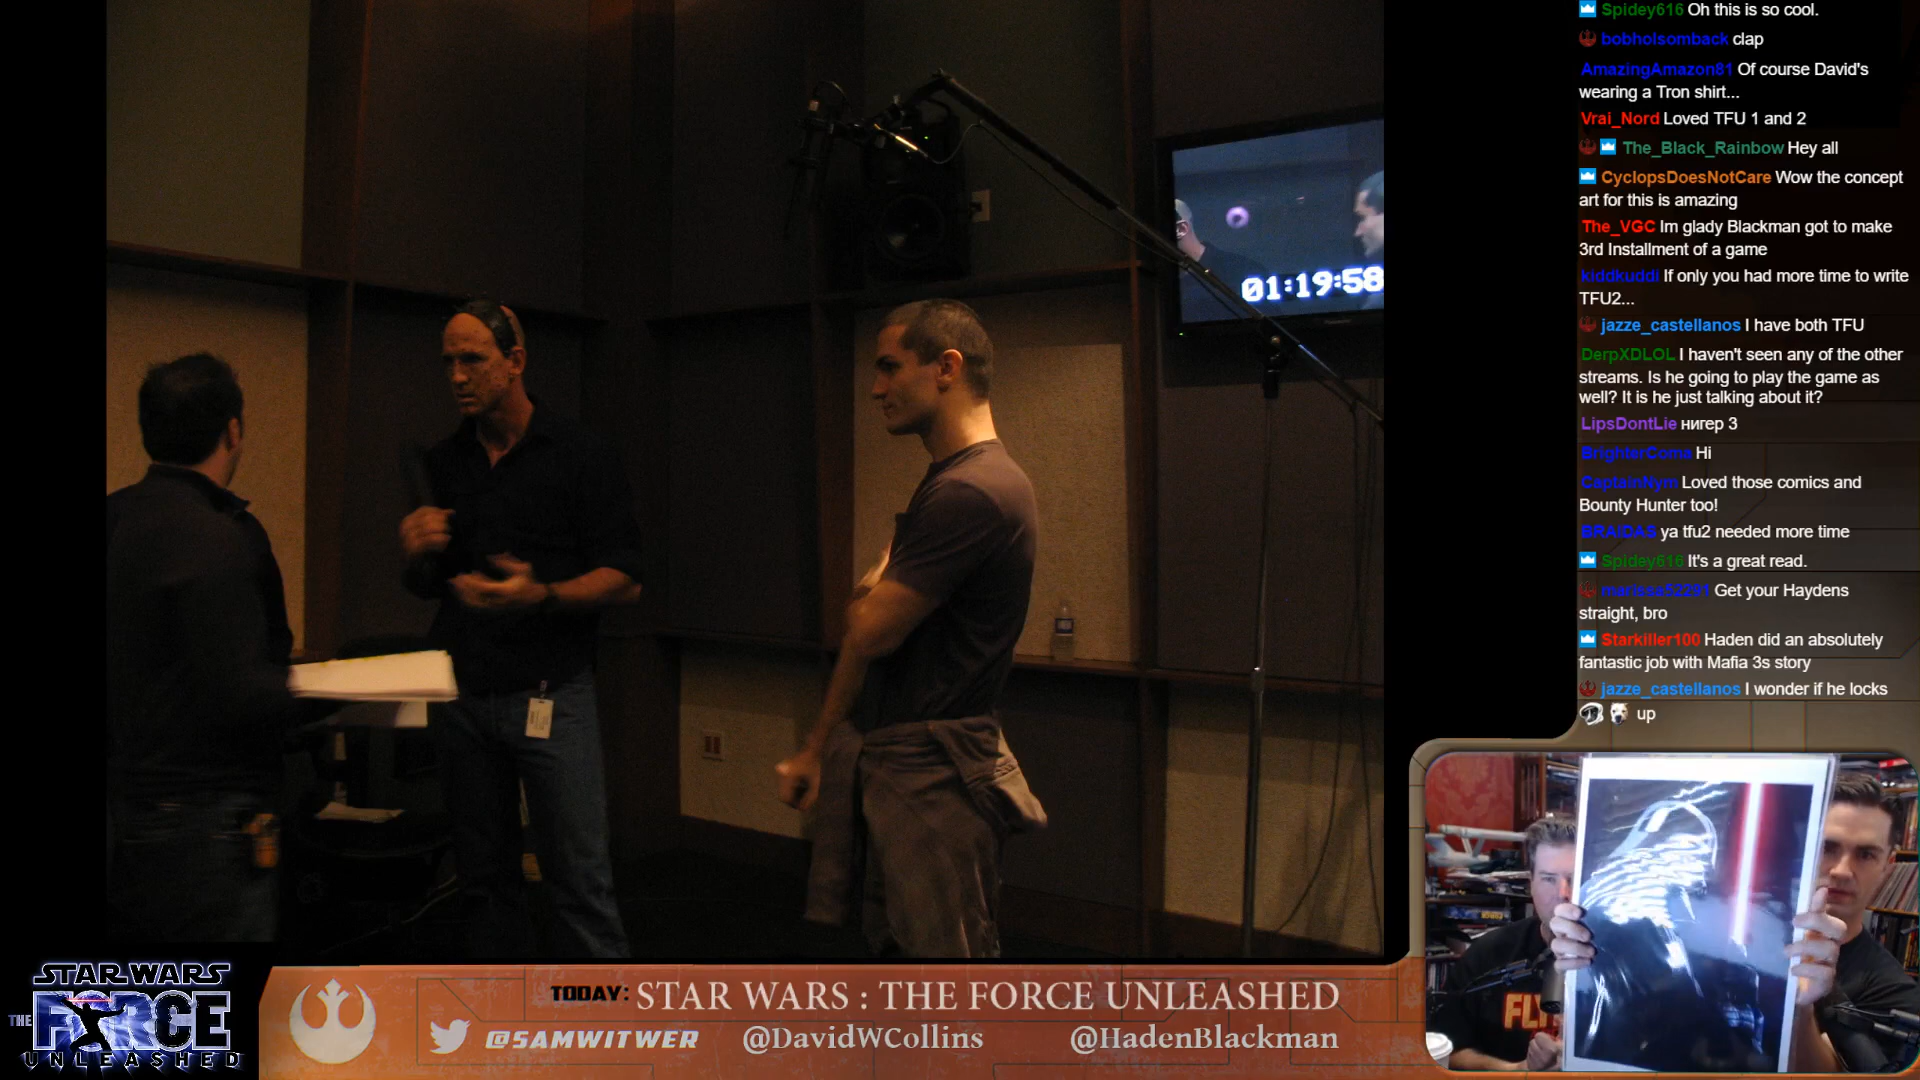 Spidey616 Oh this is so cool.
bobholsomback clap
AmazingAmazon81 Of course David's
wearing a Tron shirt...
Vrai_Nord Loved TFU 1 and 2
The_Black_Rainbow Hey all
CyclopsDoesNotCare Wow the concept
art for this is amazing
The_VGC Im glady Blackman got to make
3rd Installment of a game
kiddkuddi If only you had more time to write
TFU2...
jazze_castellanos I have both TFU
DerpXDLOL I haven't seen any of the other
streams. Is he going to play the game as
well? It is he just talking about it?
LipsDontLie нигер 3
BrighterComa Hi
CaptainNym Loved those comics and
Bounty Hunter too!
BRAIDAS ya tfu2 needed more time
Spidey616 It's a great read.
marissa52291 Get your Haydens
straight, bro
Starkiller100 Haden did an absolutely
fantastic job with Mafia 3s story
jazze_castellanos I wonder if he locks
up
01:19:58
FLY
STAR WARS
THE FORCE
UNLEASHED
TODAY: STAR WARS : THE FORCE UNLEASHED
@SAMWITWER @DavidWCollins @HadenBlackman